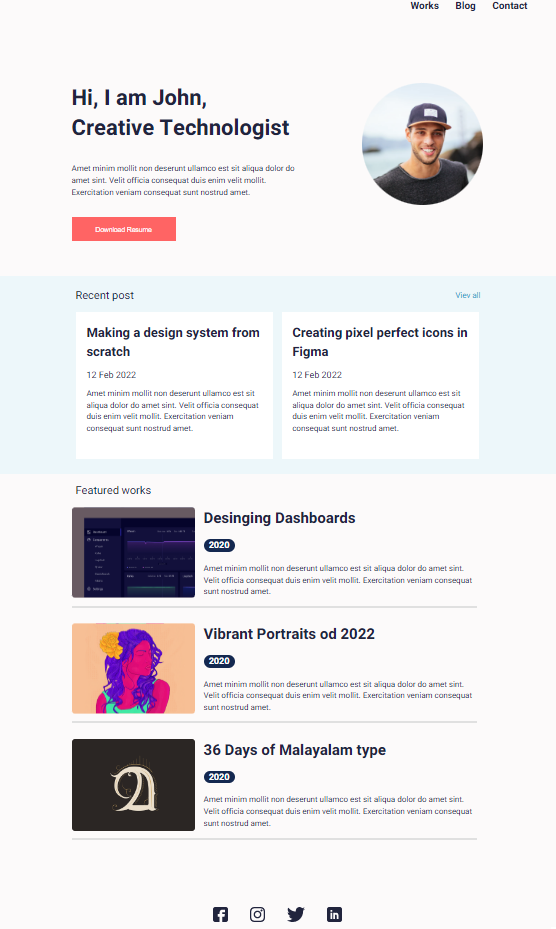 Works Blog Contact
Hi, I am John,
Creative Technologist
Amet minim mollit non deserunt ullamco est sit aliqua dolor do
amet sint. Velit officia consequat duis enim velit mollit.
Exercitation veniam consequat sunt nostrud amet.
Download Resume
Recent post
View all
Making a design system from
scratch
12 Feb 2022
Amet minim mollit non deserunt ullamco est sit
aliqua dolor do amet sint. Velit officia consequat
duis enim velit mollit. Exercitation veniam
consequat sunt nostrud amet.
Creating pixel perfect icons in
Figma
12 Feb 2022
Amet minim mollit non deserunt ullamco est sit
aliqua dolor do amet sint. Velit officia consequat
duis enim velit mollit. Exercitation veniam
consequat sunt nostrud amet.
Featured works
Desinging Dashboards
2020
Amet minim mollit non deserunt ullamco est sit aliqua dolor do amet sint.
Velit officia consequat duis enim velit mollit. Exercitation veniam consequat
sunt nostrud amet.
Vibrant Portraits od 2022
2020
Amet minim mollit non deserunt ullamco est sit aliqua dolor do amet sint.
Velit officia consequat duis enim velit mollit. Exercitation veniam consequat
sunt nostrud amet.
36 Days of Malayalam type
2020
Amet minim mollit non deserunt ullamco est sit aliqua dolor do amet sint.
Velit officia consequat duis enim velit mollit. Exercitation veniam consequat
sunt nostrud amet.